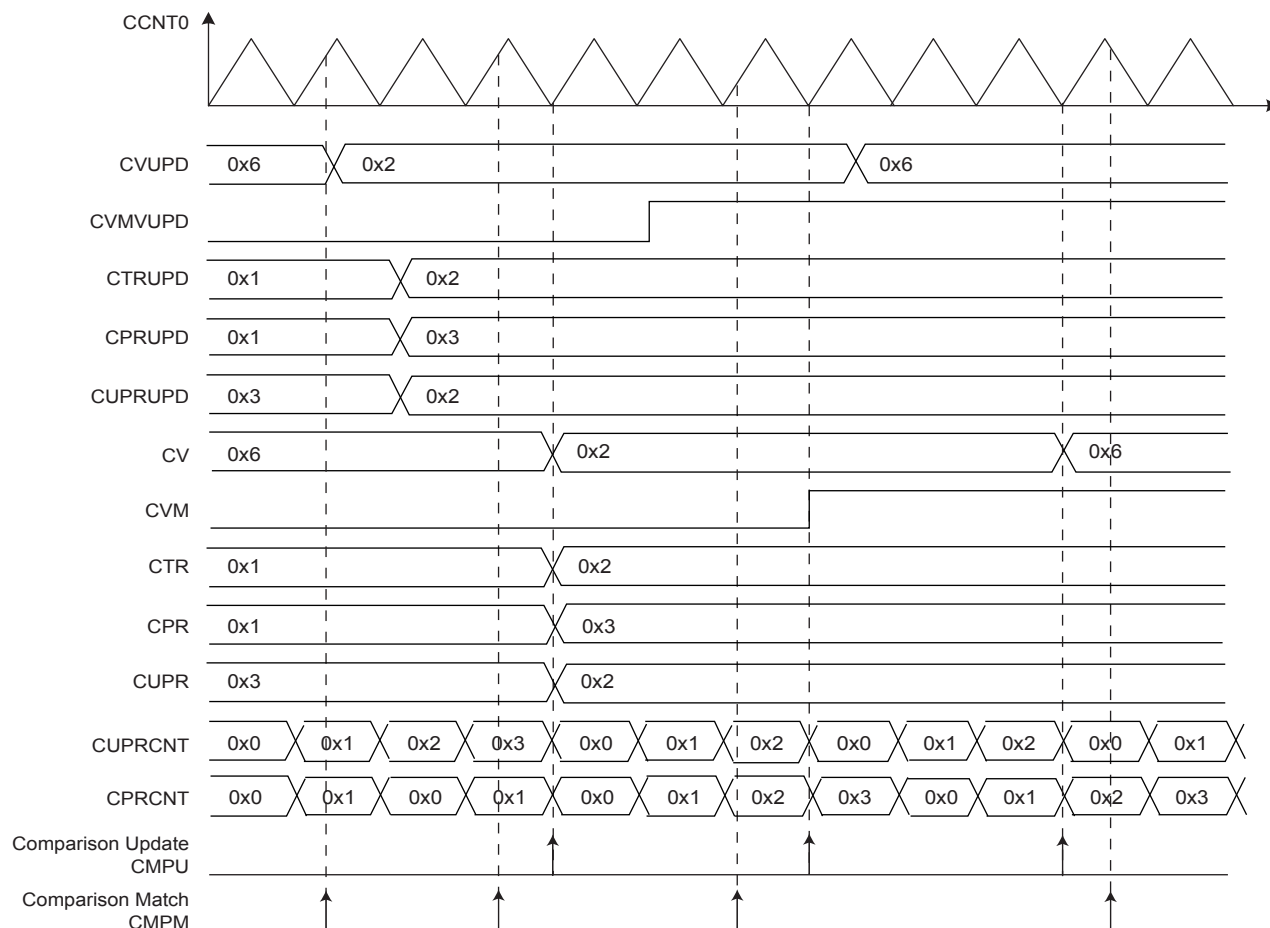 CCNT0
CVUPD 0x6 0x2 0x6
CVMVUPD
CTRUPD 0x1 0x2
CPRUPD 0x1 0x3
CUPRUPD 0x3 0x2
CV 0x6 0x2 0x6
CVM
CTR 0x1 0x2
CPR 0x1 0x3
CUPR 0x3 0x2
CUPRCNT 0x0 0x1 0x2 0x3 0x0 0x1 0x2 0x0 0x1 0x2 0x0 0x1
CPRCNT 0x0 0x1 0x0 0x1 0x0 0x1 0x2 0x3 0x0 0x1 0x2 0x3
Comparison Update
CMPU
Comparison Match
CMPM